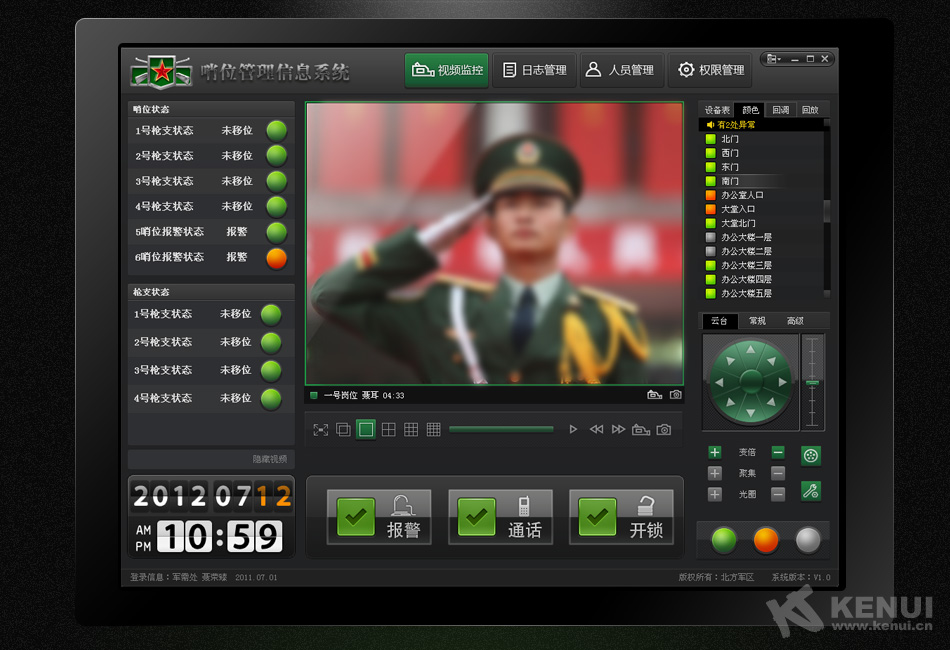 哨位管理信息系统
视频监控 日志管理 人员管理 权限管理
哨位状态
1号枪支状态 未移位
2号枪支状态 未移位
3号枪支状态 未移位
4号枪支状态 未移位
5哨位报警状态 报警
6哨位报警状态 报警
枪支状态
1号枪支状态 未移位
2号枪支状态 未移位
3号枪支状态 未移位
4号枪支状态 未移位
隐藏视频
20120712
AM
PM
10:59
一号岗位 聂耳 04:33
报警 通话 开锁
设备表 颜色 回调 回放
有2处异常
北门
西门
东门
南门
办公室入口
大堂入口
大堂北门
办公大楼一层
办公大楼二层
办公大楼三层
办公大楼四层
办公大楼五层
云台 常规 高级
变倍
聚集
光圈
登录信息：军需处 聂荣臻 2011.07.01
版权所有：北方军区 系统版本：V1.0
KENUI
www.kenui.cn